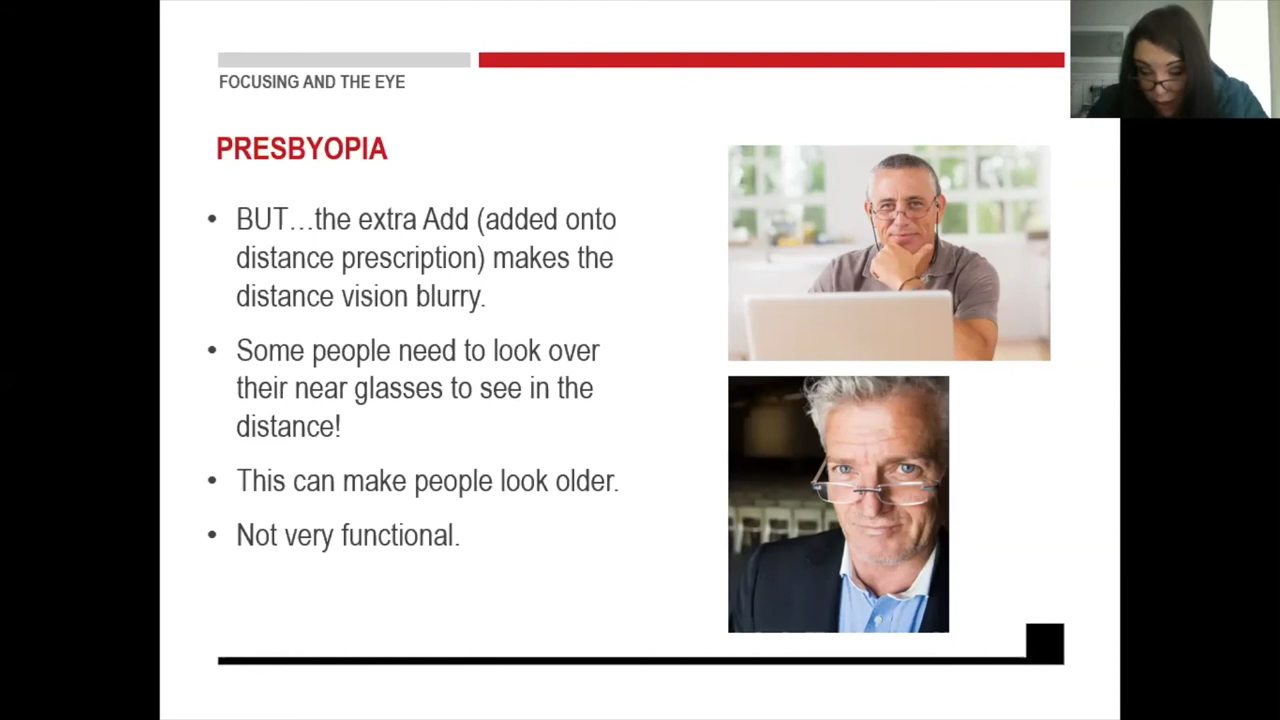 FOCUSING AND THE EYE
PRESBYOPIA
• BUT…the extra Add (added onto
distance prescription) makes the
distance vision blurry.
• Some people need to look over
their near glasses to see in the
distance!
• This can make people look older.
• Not very functional.